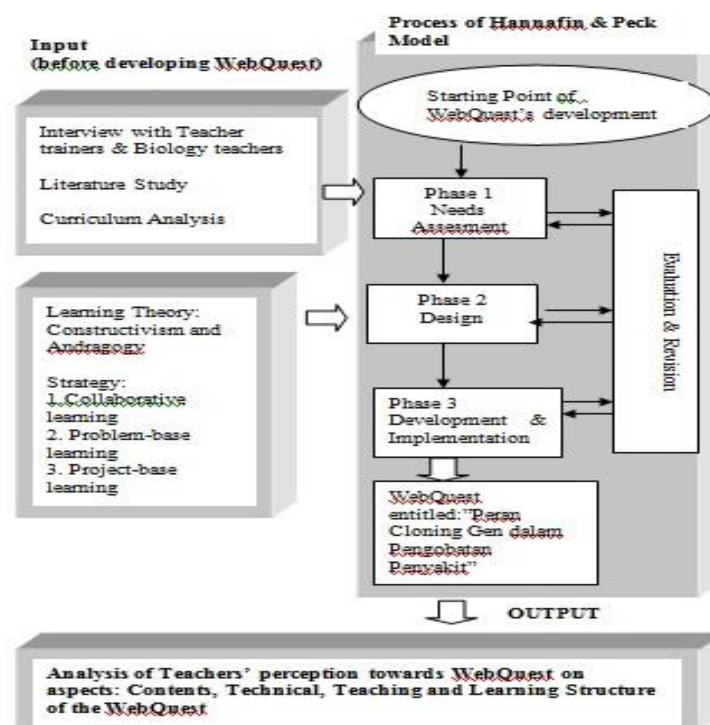 Input
(before developing WebQuest)
Interview with Teacher
trainers & Biology teachers
Literature Study
Curriculum Analysis
Learning Theory:
Constructivism and
Andragogy
Strategy:
1.Collaborative
learning
2. Problem-base
learning
3. Project-base
learning
Process of Hannafin & Peck
Model
Starting Point of
WebQuest's development
Phase 1
Needs
Assesment
Phase 2
Design
Phase 3
Development &
Implementation
Evaluation & Revision
WebQuest
entitled:"Peran
Cloning Gen dalam
Pengobatan
Penyakit"
OUTPUT
Analysis of Teachers' perception towards WebQuest on
aspects: Contents, Technical, Teaching and Learning Structure
of the WebQuest